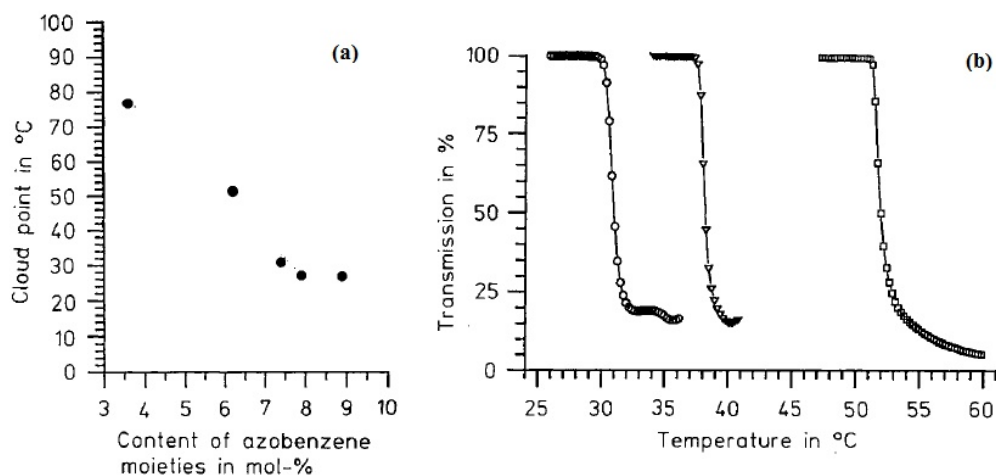 (a)
100
90
80
70
60
50
40
30
20
10
0
Cloud point in °C
3 4 5 6 7 8 9 10
Content of azobenzene
moieties in mol-%
(b)
100
75
50
25
0
Transmission in %
25 30 35 40 45 50 55 60
Temperature in °C